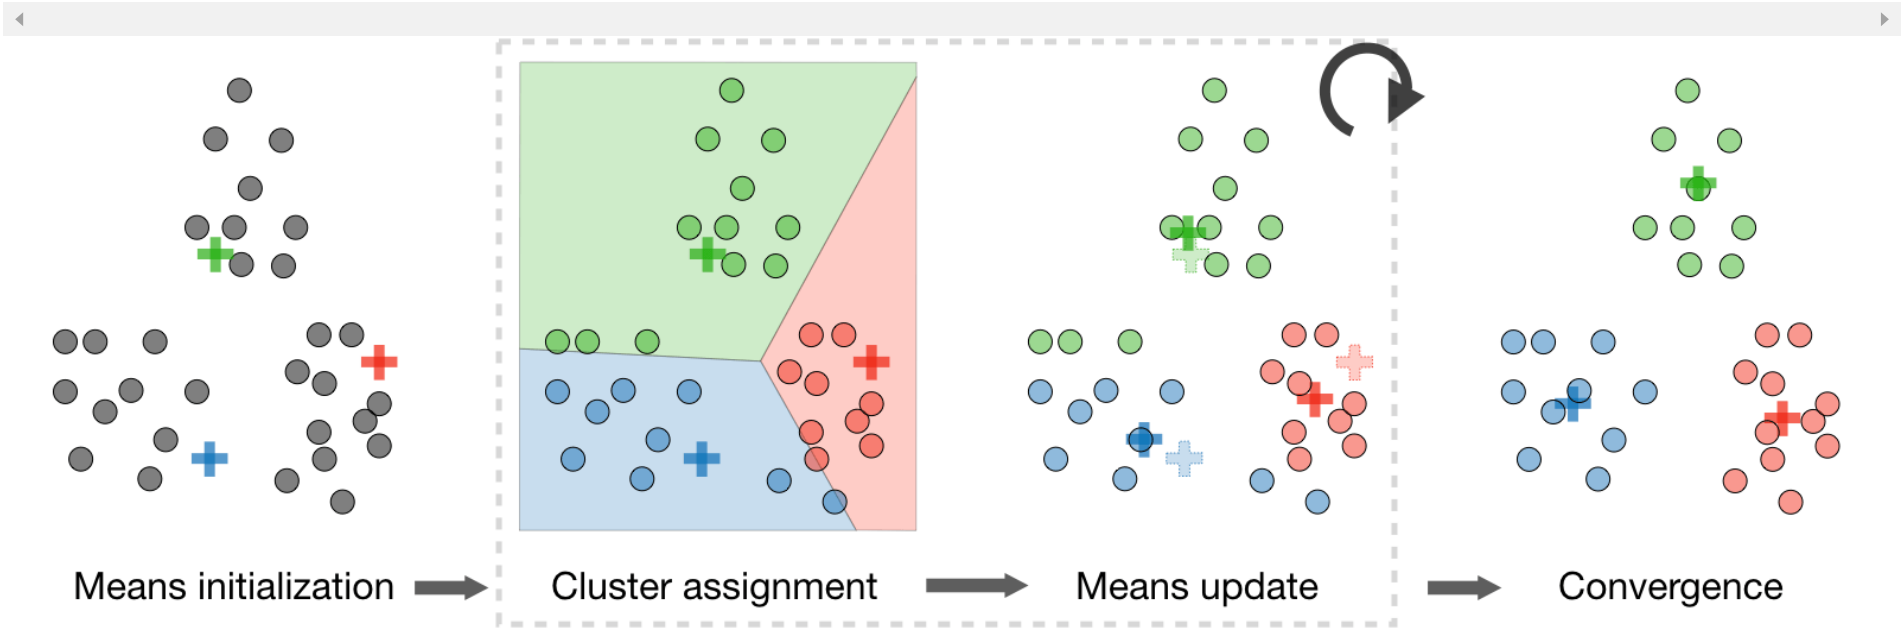 Means initialization
Cluster assignment
Means update
Convergence